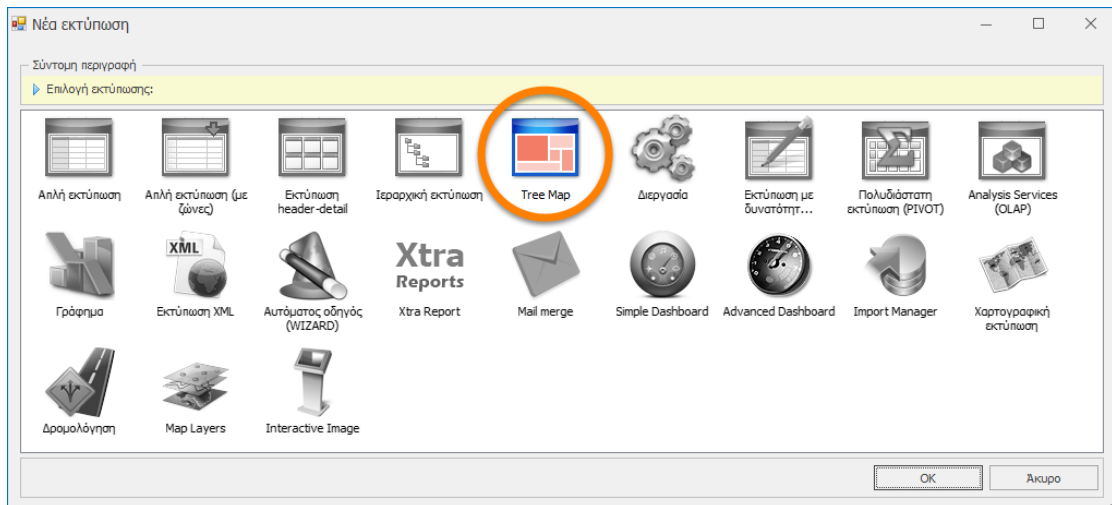 Νέα εκτύπωση
Σύντομη περιγραφή
Επιλογή εκτύπωσης:
Απλή εκτύπωση
Απλή εκτύπωση (με
ζώνες)
Εκτύπωση
header-detail
Ιεραρχική εκτύπωση
Tree Map
Διεργασία
Εκτύπωση με
δυνατότητ...
Πολυδιάστατη
εκτύπωση (PIVOT)
Analysis Services
(OLAP)
Γράφημα
XML
Εκτύπωση XML
Αυτόματος οδηγός
(WIZARD)
Xtra
Reports
Xtra Report
Mail merge
Simple Dashboard
Advanced Dashboard
Import Manager
Χαρτογραφική
εκτύπωση
Δρομολόγηση
Map Layers
Interactive Image
OK
Άκυρο